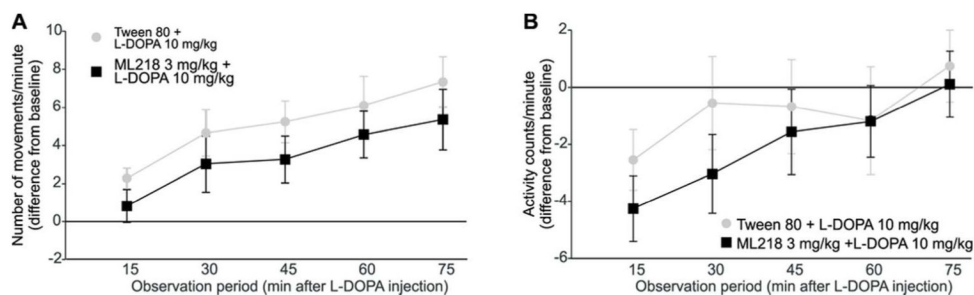 A
Tween 80 +
L-DOPA 10 mg/kg
ML218 3 mg/kg +
L-DOPA 10 mg/kg
Number of movements/minute
(difference from baseline)
10
8
6
4
2
0
-2
15 30 45 60 75
Observation period (min after L-DOPA injection)
B
Activity counts/minute
(difference from baseline)
2
0
-2
-4
-6
Tween 80 + L-DOPA 10 mg/kg
ML218 3 mg/kg +L-DOPA 10 mg/kg)
15 30 45 60 75
Observation period (min after L-DOPA injection)